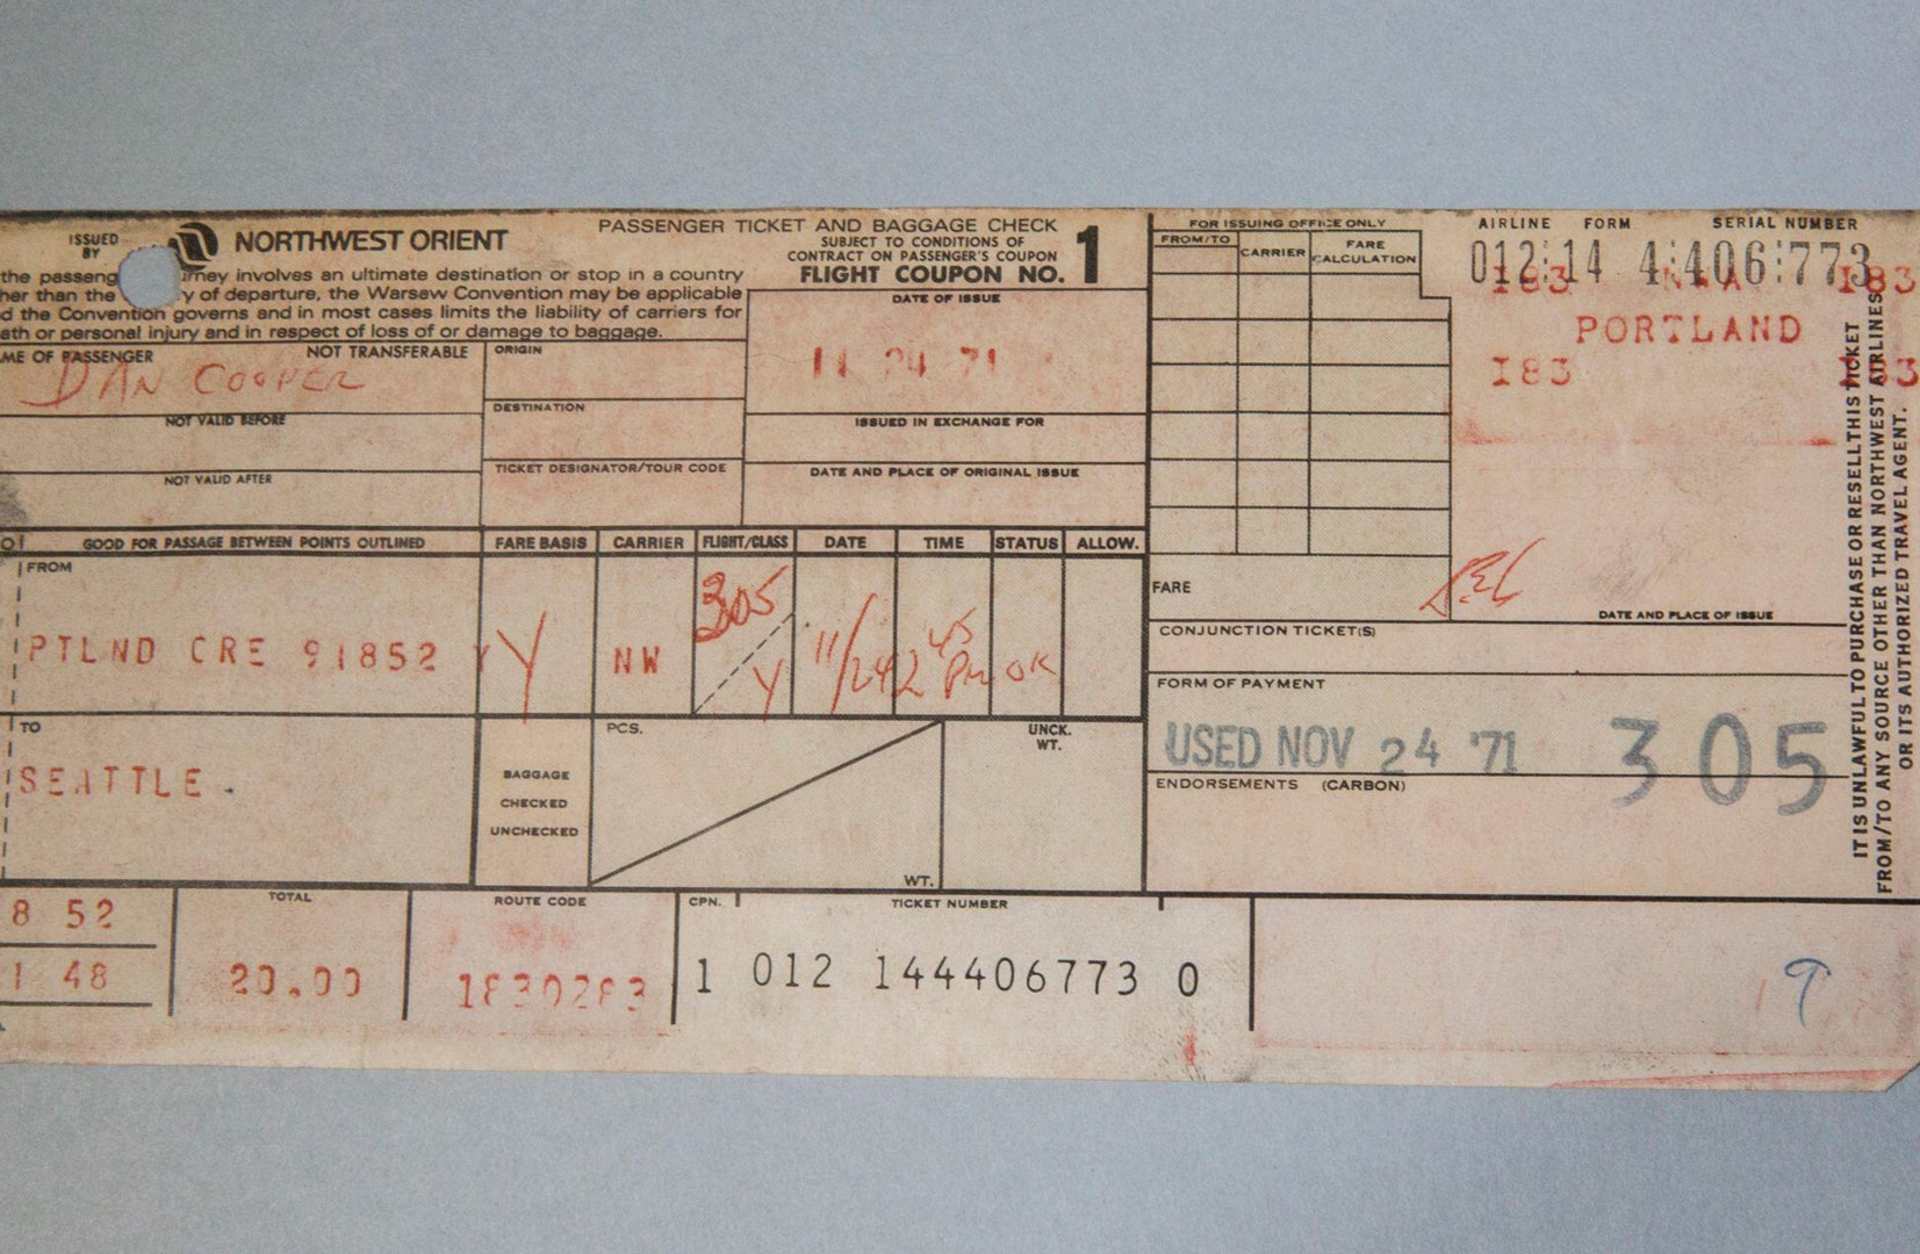 ISSUED BY
NORTHWEST ORIENT
PASSENGER TICKET AND BAGGAGE CHECK
SUBJECT TO CONDITIONS OF
CONTRACT ON PASSENGER'S COUPON
FLIGHT COUPON NO. 1
the passeng rney involves an ultimate destination or stop in a country
her than the y of departure, the Warsaw Convention may be applicable
d the Convention governs and in most cases limits the liability of carriers for
ath or personal injury and in respect of loss of or damage to baggage.
ME OF PASSENGER NOT TRANSFERABLE
DAN COOPER
NOT VALID BEFORE
NOT VALID AFTER
ORIGIN
DESTINATION
TICKET DESIGNATOR/TOUR CODE
DATE OF ISSUE
11 24 71
ISSUED IN EXCHANGE FOR
DATE AND PLACE OF ORIGINAL ISSUE
FOR ISSUING OFFICE ONLY
FROM/TO CARRIER FARE CALCULATION
AIRLINE FORM SERIAL NUMBER
012:14 4:406:773
I83 I83
PORTLAND
I83
FARE
DATE AND PLACE OF ISSUE
CONJUNCTION TICKET(S)
FORM OF PAYMENT
USED NOV 24 '71 305
ENDORSEMENTS (CARBON)
IT IS UNLAWFUL TO PURCHASE OR RESELL THIS TICKET
FROM/TO ANY SOURCE OTHER THAN NORTHWEST AIRLINES
OR ITS AUTHORIZED TRAVEL AGENT.
GOOD FOR PASSAGE BETWEEN POINTS OUTLINED FARE BASIS CARRIER FLIGHT/CLASS DATE TIME STATUS ALLOW.
FROM
PTLND CRE 91852 Y Y NW 305 Y 11/24 2 45 PM OK
TO
SEATTLE.
BAGGAGE
CHECKED
UNCHECKED
PCS.
WT.
UNCK. WT.
8 52
1 48
TOTAL
20.00
ROUTE CODE
1830283
CPN. TICKET NUMBER
1 012 144406773 0